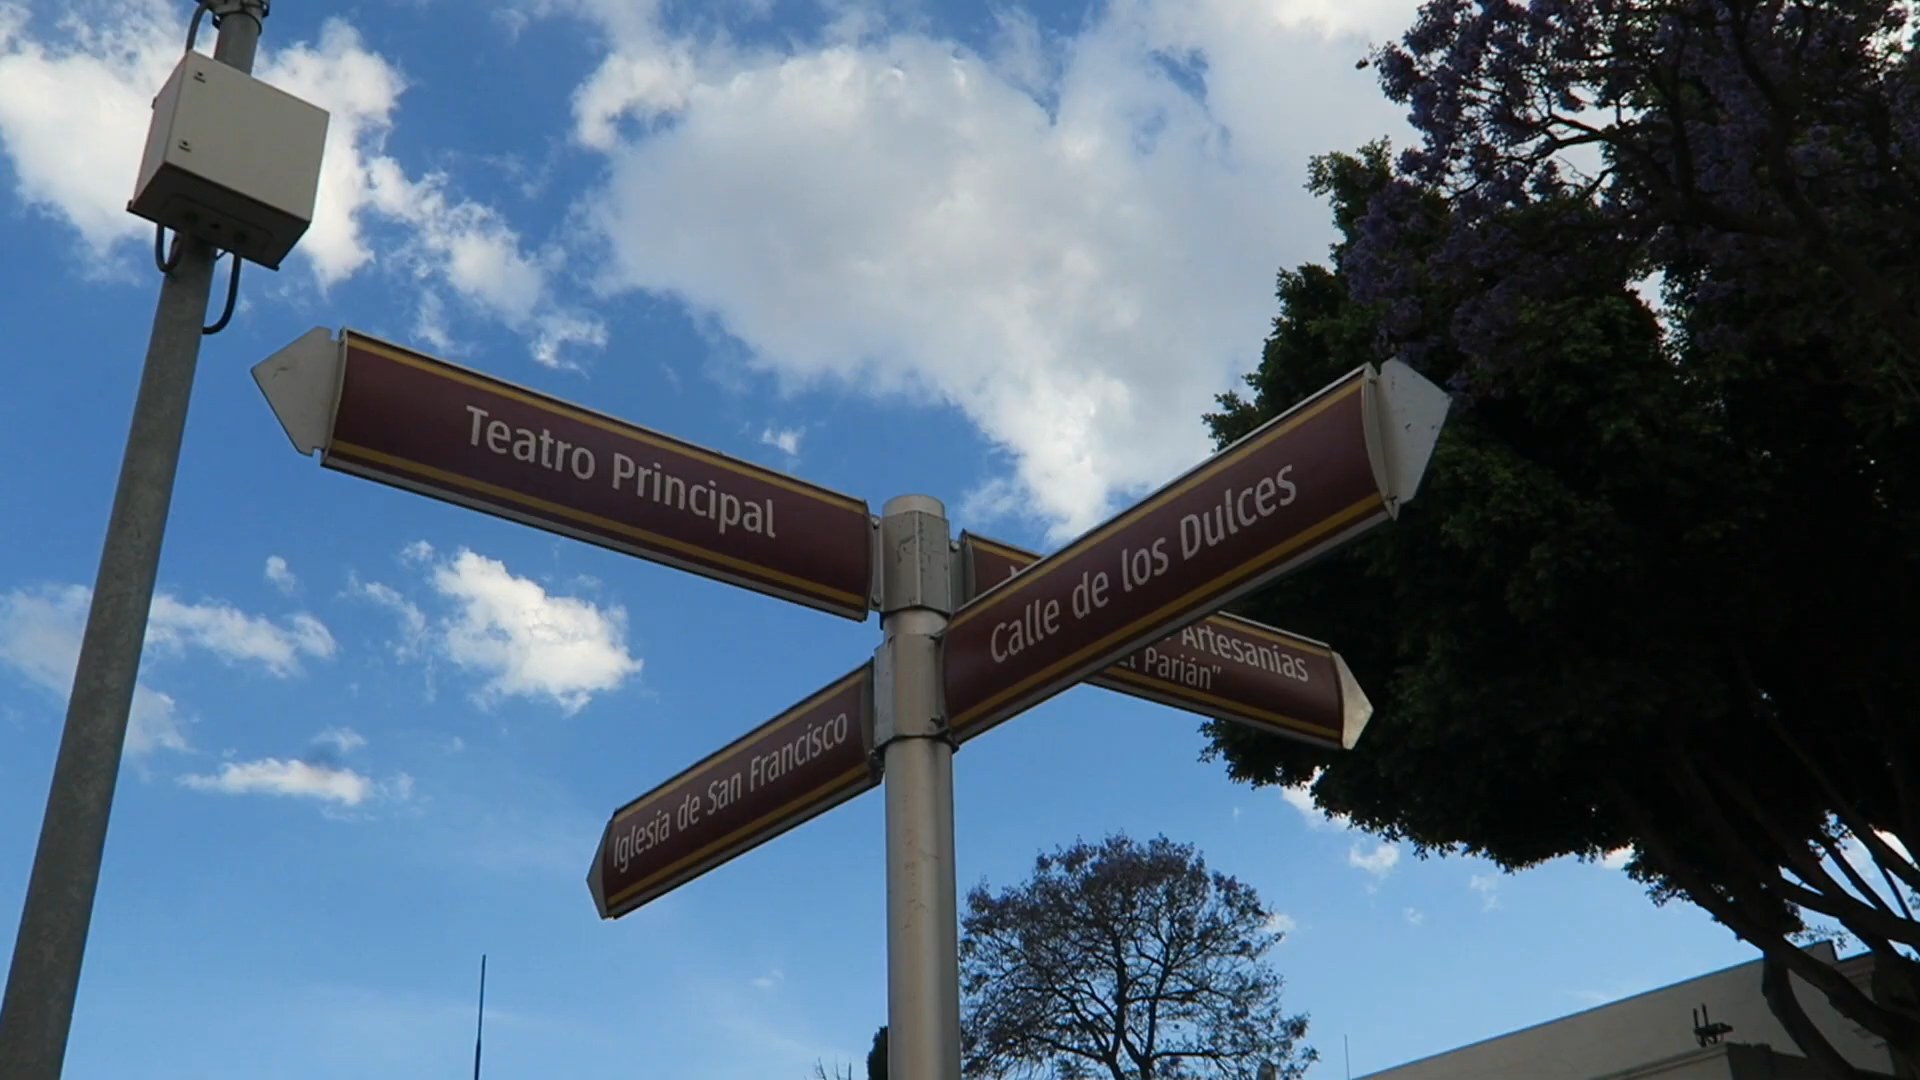 Teatro Principal
Calle de los Dulces
Artesanías
Parián”
Iglesia de San Francisco